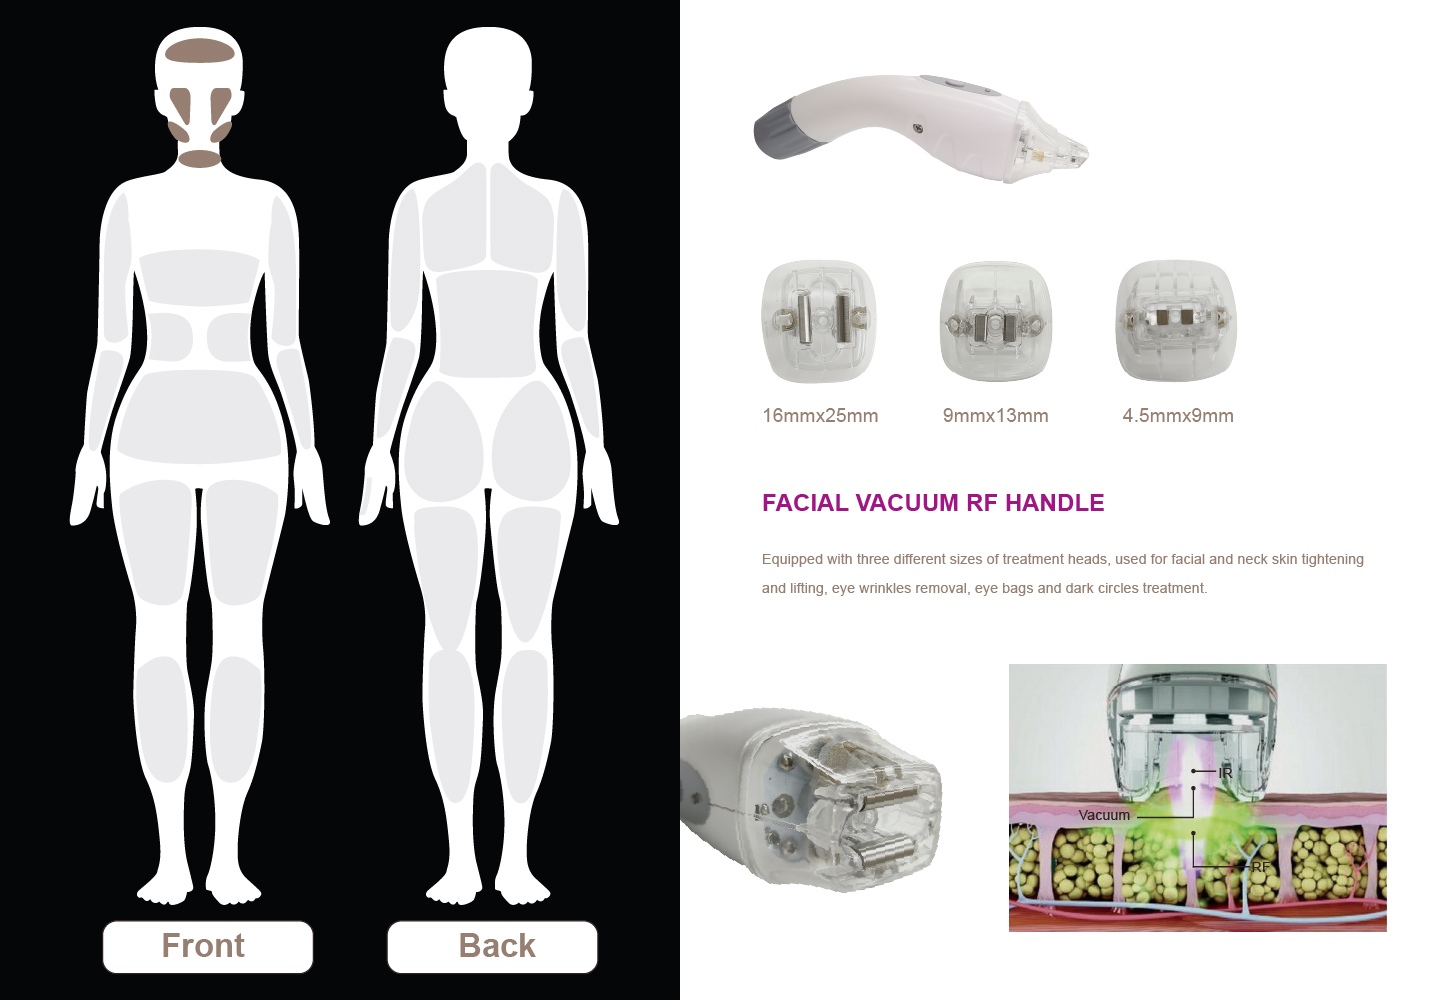 Front
Back
16mmx25mm
9mmx13mm
4.5mmx9mm
FACIAL VACUUM RF HANDLE
Equipped with three different sizes of treatment heads, used for facial and neck skin tightening
and lifting, eye wrinkles removal, eye bags and dark circles treatment.
IR
Vacuum
RF